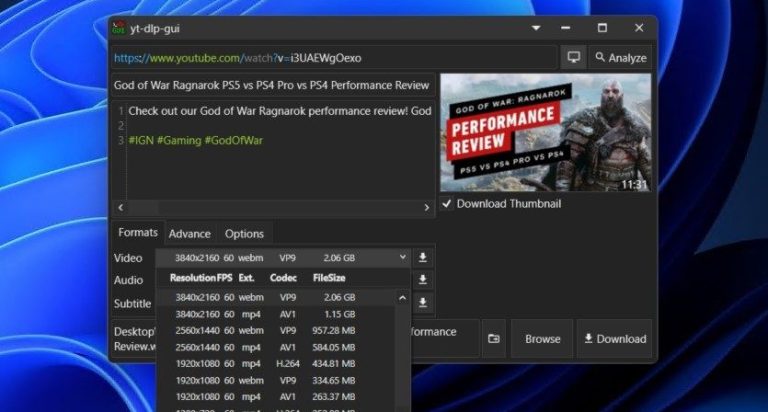 yt-dlp-gui
https://www.youtube.com/watch?v=i3UAEWgOexo
Analyze
God of War Ragnarok PS5 vs PS4 Pro vs PS4 Performance Review
1 Check out our God of War Ragnarok performance review! God
2
3 #IGN #Gaming #GodOfWar
GOD OF WAR: RAGNAROK
PERFORMANCE
REVIEW
PS5 VS PS4 PRO VS PS4
11:31
Download Thumbnail
Formats Advance Options
Video 3840x2160 60 webm VP9 2.06 GB
Audio
Resolution FPS Ext. Codec FileSize
Subtitle
3840x2160 60 webm VP9 2.06 GB
3840x2160 60 mp4 AV1 1.15 GB
2560x1440 60 webm VP9 957.28 MB
2560x1440 60 mp4 AV1 584.05 MB
1920x1080 60 mp4 H.264 434.81 MB
1920x1080 60 webm VP9 334.65 MB
1920x1080 60 mp4 AV1 263.37 MB
Desktop\
Review.w
formance
Browse
Download